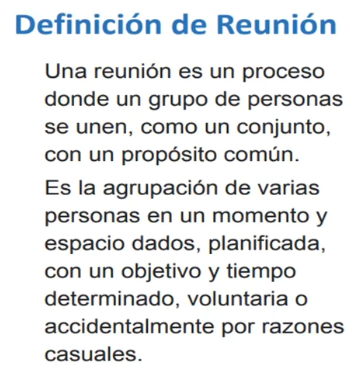 Definición de Reunión
Una reunión es un proceso
donde un grupo de personas
se unen, como un conjunto,
con un propósito común.
Es la agrupación de varias
personas en un momento y
espacio dados, planificada,
con un objetivo y tiempo
determinado, voluntaria o
accidentalmente por razones
casuales.